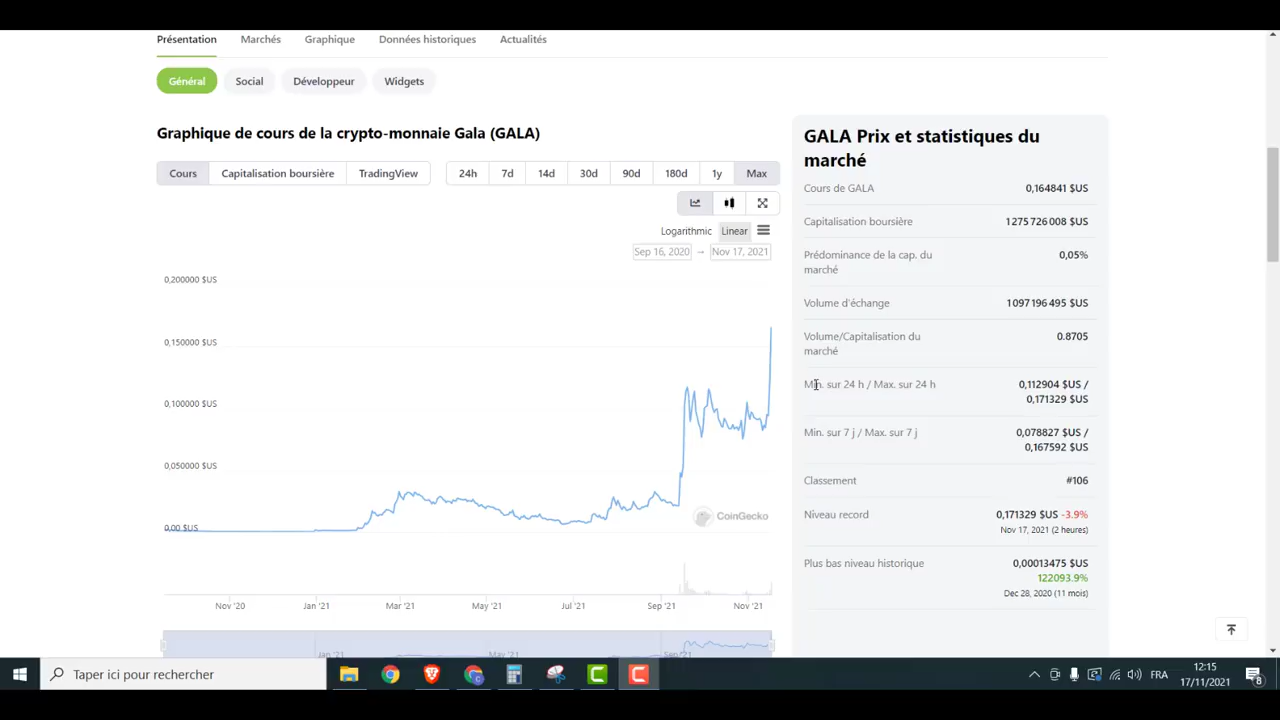 Présentation Marchés Graphique Données historiques Actualités
Général Social Développeur Widgets
Graphique de cours de la crypto-monnaie Gala (GALA)
Cours Capitalisation boursière TradingView 24h 7d 14d 30d 90d 180d 1y Max
Logarithmic Linear
Sep 16, 2020 → Nov 17, 2021
0,200000 $US
0,150000 $US
0,100000 $US
0,050000 $US
0,00 $US
CoinGecko
Nov '20 Jan '21 Mar '21 May '21 Jul '21 Sep '21 Nov '21
Jan '21 May '21 Sep '21
GALA Prix et statistiques du
marché
Cours de GALA 0,164841 $US
Capitalisation boursière 1 275 726 008 $US
Prédominance de la cap. du
marché 0,05%
Volume d'échange 1 097 196 495 $US
Volume/Capitalisation du
marché 0.8705
Min. sur 24 h / Max. sur 24 h 0,112904 $US /
0,171329 $US
Min. sur 7 j / Max. sur 7 j 0,078827 $US /
0,167592 $US
Classement #106
Niveau record 0,171329 $US -3.9%
Nov 17, 2021 (2 heures)
Plus bas niveau historique 0,00013475 $US
122093.9%
Dec 28, 2020 (11 mois)
Taper ici pour rechercher
FRA
12:15
17/11/2021
8